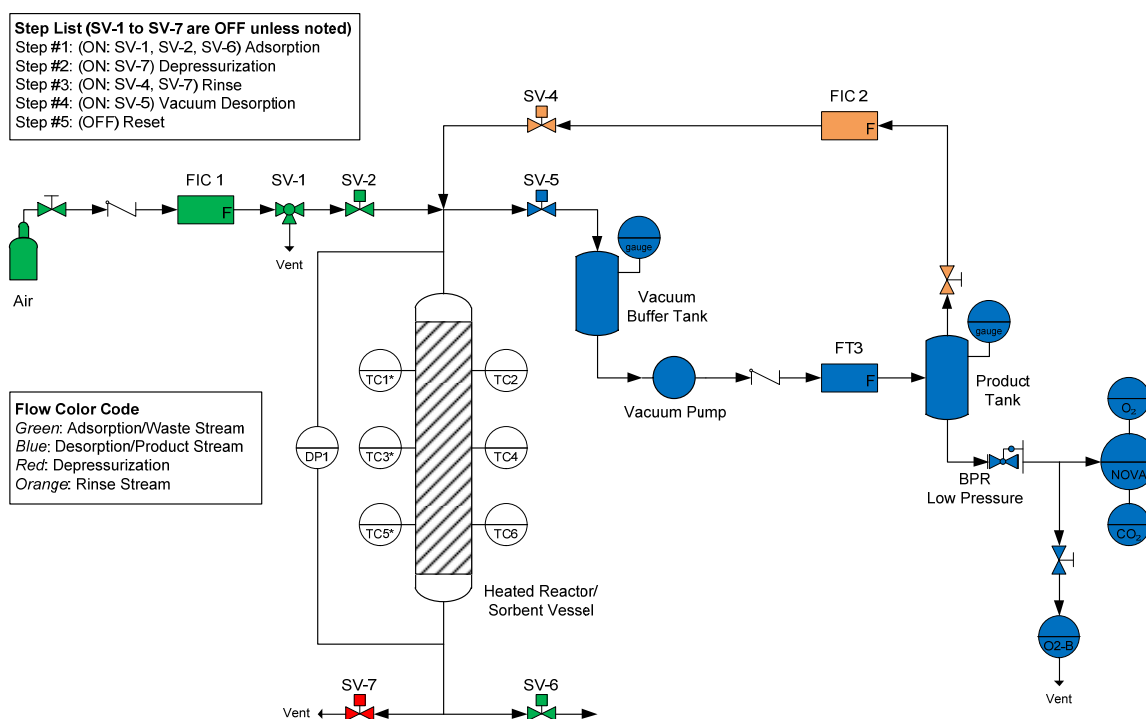 Step List (SV-1 to SV-7 are OFF unless noted)
Step #1: (ON: SV-1, SV-2, SV-6) Adsorption
Step #2: (ON: SV-7) Depressurization
Step #3: (ON: SV-4, SV-7) Rinse
Step #4: (ON: SV-5) Vacuum Desorption
Step #5: (OFF) Reset
SV-4
FIC 2
F
FIC 1
F
SV-1
SV-2
SV-5
Vent
Air
gauge
Vacuum
Buffer Tank
gauge
FT3
F
Product
Tank
Vacuum Pump
TC1*
TC2
Flow Color Code
Green: Adsorption/Waste Stream
Blue: Desorption/Product Stream
Red: Depressurization
Orange: Rinse Stream
DP1
TC3*
TC4
TC5*
TC6
O₂
NOVA
CO₂
BPR
Low Pressure
Heated Reactor/
Sorbent Vessel
O2-B
Vent
SV-7
SV-6
Vent